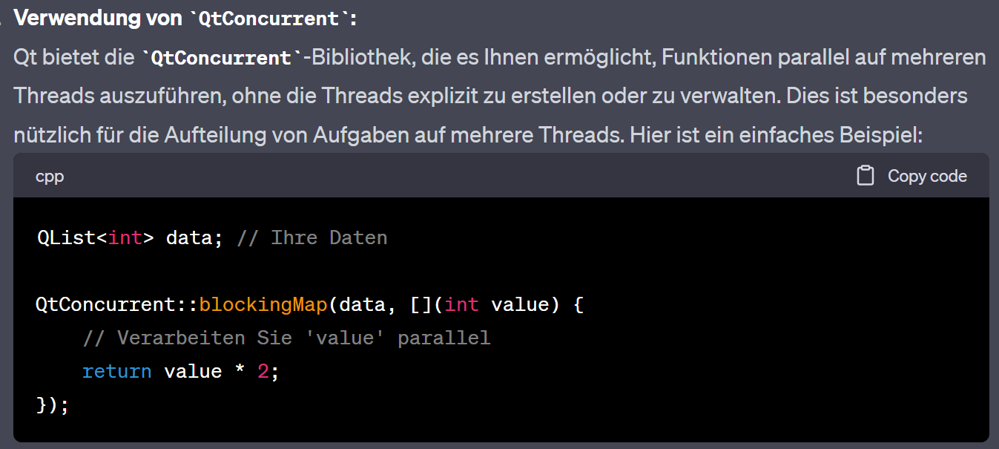 Verwendung von `QtConcurrent`:
Qt bietet die `QtConcurrent`-Bibliothek, die es Ihnen ermöglicht, Funktionen parallel auf mehreren
Threads auszuführen, ohne die Threads explizit zu erstellen oder zu verwalten. Dies ist besonders
nützlich für die Aufteilung von Aufgaben auf mehrere Threads. Hier ist ein einfaches Beispiel:
cpp Copy code
QList<int> data; // Ihre Daten
QtConcurrent::blockingMap(data, [](int value) {
    // Verarbeiten Sie 'value' parallel
    return value * 2;
});